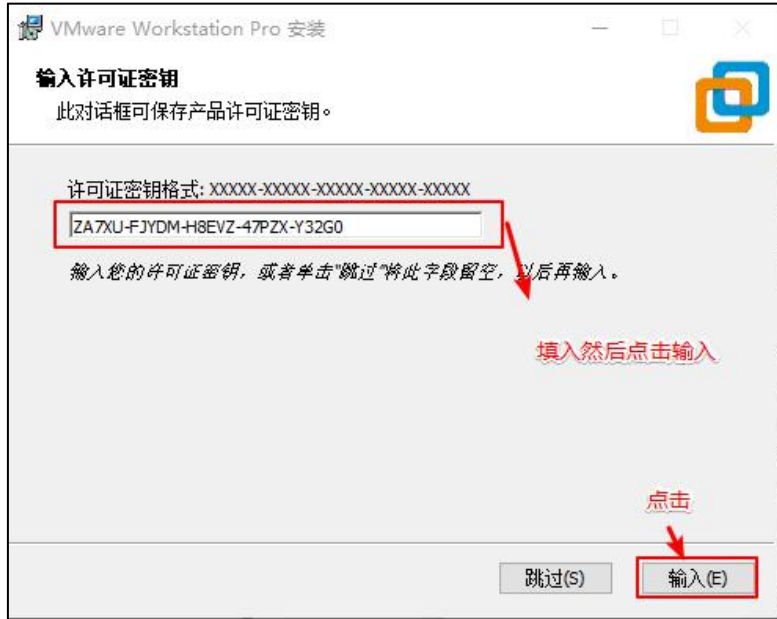 VMware Workstation Pro 安装
输入许可证密钥
此对话框可保存产品许可证密钥。
许可证密钥格式: XXXXX-XXXXX-XXXXX-XXXXX-XXXXX
ZA7XU-FJYDM-H8EVZ-47PZX-Y32G0
输入您的许可证密钥，或者单击"跳过"将此字段留空，以后再输入。
填入然后点击输入
点击
跳过(S)
输入(E)